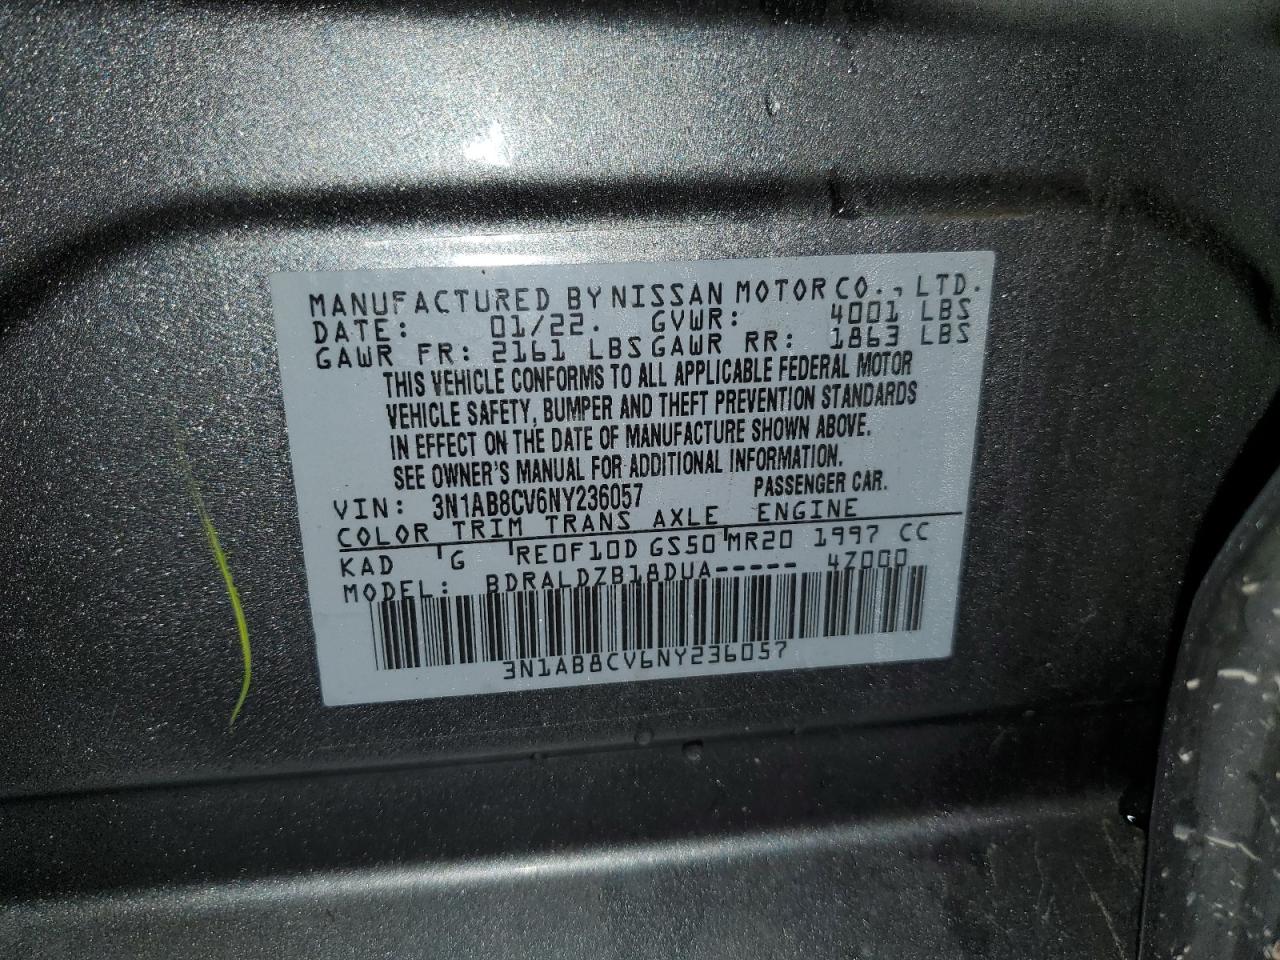 MANUFACTURED BY NISSAN MOTOR CO., LTD.
DATE: 01/22. GVWR: 4001 LBS
GAWR FR: 2161 LBS GAWR RR: 1863 LBS
THIS VEHICLE CONFORMS TO ALL APPLICABLE FEDERAL MOTOR
VEHICLE SAFETY, BUMPER AND THEFT PREVENTION STANDARDS
IN EFFECT ON THE DATE OF MANUFACTURE SHOWN ABOVE.
SEE OWNER'S MANUAL FOR ADDITIONAL INFORMATION.
VIN: 3N1AB8CV6NY236057 PASSENGER CAR.
COLOR TRIM TRANS AXLE ENGINE
KAD G RE0F10D GS50 MR20 1997 CC
MODEL: BDRALDZB18DUA----- 4Z000
3N1AB8CV6NY236057